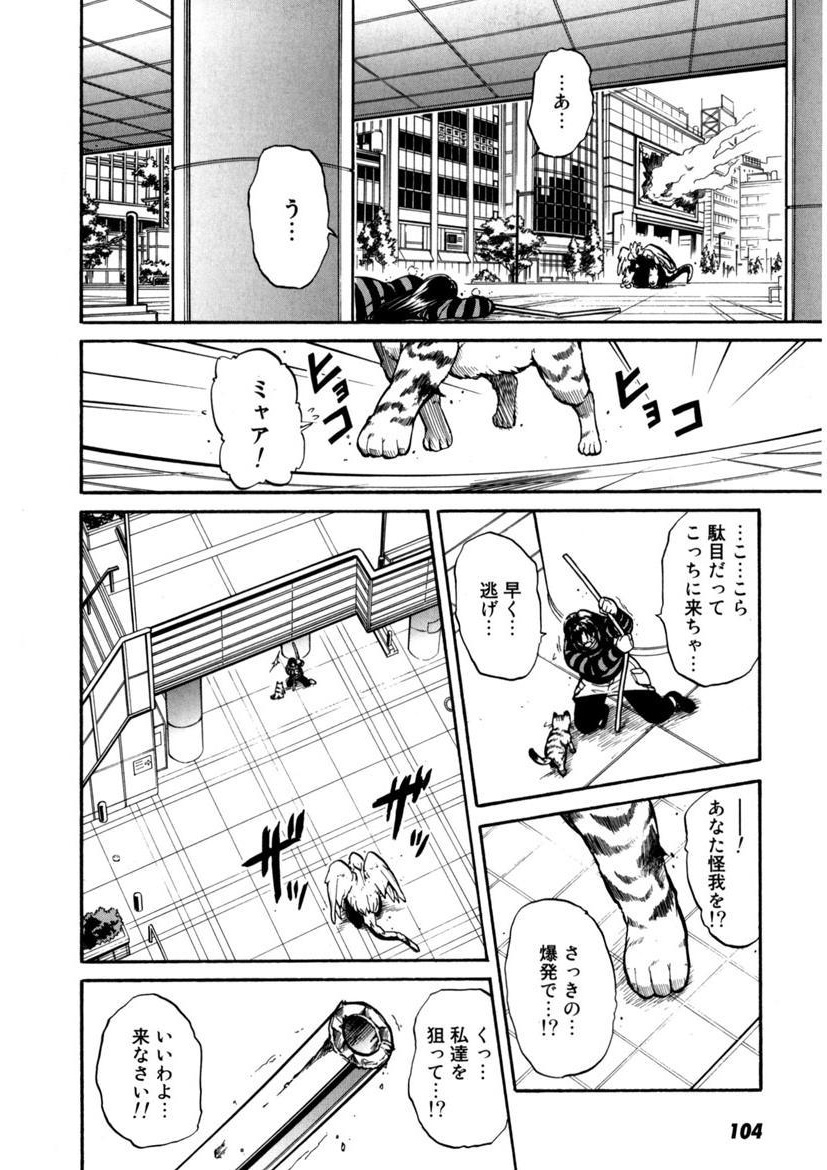 …あ…
う…
ヒョコ
ヒョコ
ミャア！
…こ…こら
駄目だって
こっちに来ちゃ…
早く…
逃げ…
──！
あなた怪我を!?
さっきの…
爆発で…!?
ザッ
ザッ
くっ…
私達を
狙って…!?
いいわよ…
来なさい!!
104